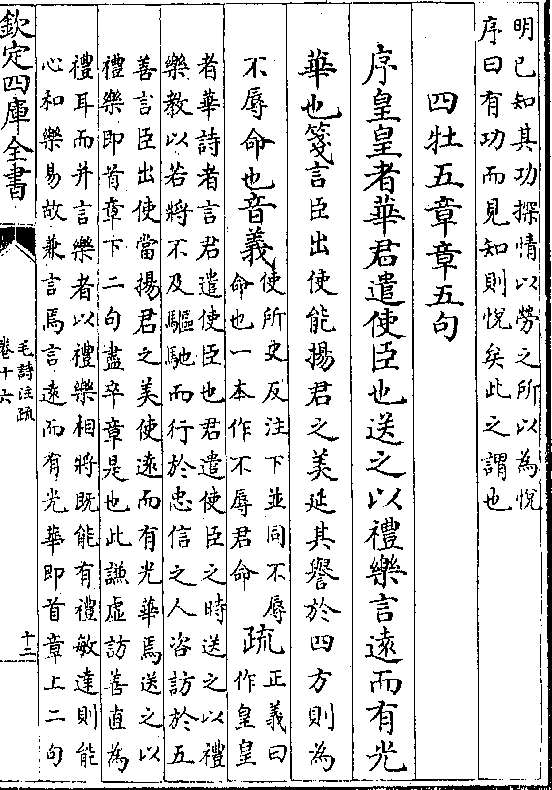 明已知其功探情以勞之所以為悅
序曰有功而見知則悅矣此之謂也
四牡五章章五句
序皇皇者華君遣使臣也送之以禮樂言遠而有光
華也箋言臣出使能揚君之美延其譽於四方則為
不辱命也音義使所吏反注下並同不辱
命也一本作不辱君命疏正義曰
作皇皇
者華詩者言君遣使臣也君遣使臣之時送之以禮
樂教以若將不及驅馳而行於忠信之人咨訪於五
善言臣出使當揚君之美使遠而有光華焉送之以
禮樂即首章下二句盡卒章是也此謙虛訪善直為
禮耳而并言樂者以禮樂相將既能有禮敏達則能
心和樂易故兼言焉言遠而有光華即首章上二句
欽定四庫全書
毛詩注疏
卷十六
十二